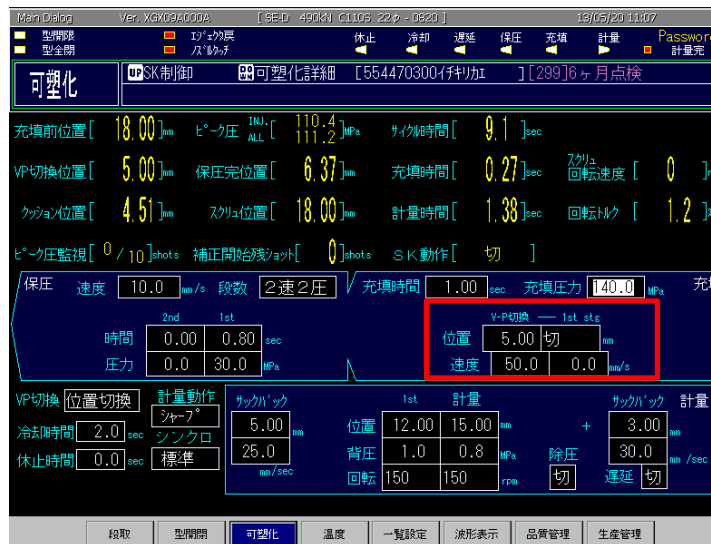 Main Dialog Ver. XGX09A000A [ SE-D 490kN C110S 22φ - 0820 ] 13/05/20 11:07
型開限 ｴｼﾞｪｸﾀ戻 休止 冷却 遅延 保圧 充填 計量 Passwor
型全閉 ﾉｽﾞﾙﾀｯﾁ 計量完
可塑化 UP SK制御 可塑化詳細 [554470300ｲﾁｷﾘｶｴ ] [299]6ヶ月点検
充填前位置[ 18.00 ]mm ﾋﾟｰｸ圧 INJ. ALL [ 110.4 111.2 ]MPa ｻｲｸﾙ時間[ 9.1 ]sec
VP切換位置[ 5.00 ]mm 保圧完位置[ 6.37 ]mm 充填時間[ 0.27 ]sec ｽｸﾘｭ回転速度 [ 0 ]r
ｸｯｼｮﾝ位置[ 4.51 ]mm ｽｸﾘｭ位置[ 18.00 ]mm 計量時間[ 1.38 ]sec 回転ﾄﾙｸ [ 1.2 ]%
ﾋﾟｰｸ圧監視[ 0 / 10 ]shots 補正開始残ｼｮｯﾄ[ 0 ]shots ＳＫ動作[ 切 ]
保圧 速度 10.0 mm/s 段数 2速2圧 充填時間 1.00 sec 充填圧力 140.0 MPa 充
2nd 1st V-P切換 — 1st stg
時間 0.00 0.80 sec 位置 5.00 切 mm
圧力 0.0 30.0 MPa 速度 50.0 0.0 mm/s
VP切換 位置切換 計量動作 ｻｯｸﾊﾞｯｸ 1st 計量 ｻｯｸﾊﾞｯｸ 計量
ｼｬｰﾌﾟ 5.00 mm 位置 12.00 15.00 mm + 3.00 mm
冷却時間 2.0 sec シンクロ 25.0 背圧 1.0 0.8 MPa 除圧 30.0 mm /sec
休止時間 0.0 sec 標準 mm/sec 回転 150 150 rpm 切 遅延 切
段取 型開閉 可塑化 温度 一覧設定 波形表示 品質管理 生産管理